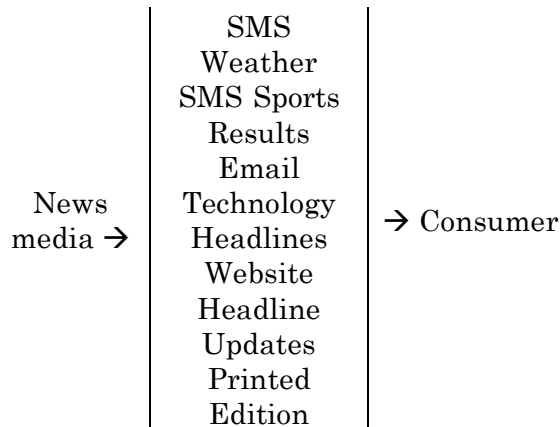 News
media →
SMS
Weather
SMS Sports
Results
Email
Technology
Headlines
Website
Headline
Updates
Printed
Edition
→ Consumer